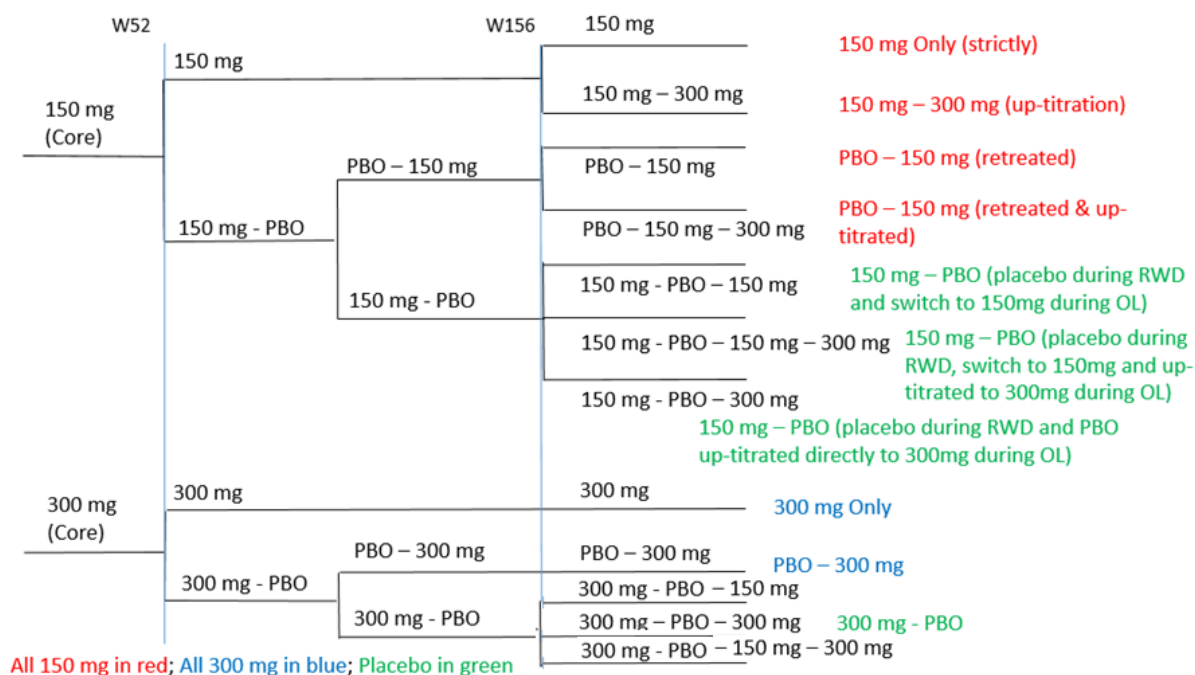 W52
W156
150 mg
150 mg
150 mg Only (strictly)
150 mg
(Core)
150 mg – 300 mg
150 mg – 300 mg (up-titration)
PBO – 150 mg
PBO – 150 mg
PBO – 150 mg (retreated)
150 mg - PBO
PBO – 150 mg – 300 mg
PBO – 150 mg (retreated & up-
titrated)
150 mg - PBO
150 mg - PBO – 150 mg
150 mg – PBO (placebo during RWD
and switch to 150mg during OL)
150 mg - PBO – 150 mg – 300 mg
150 mg – PBO (placebo during
RWD, switch to 150mg and up-
titrated to 300mg during OL)
150 mg - PBO – 300 mg
150 mg – PBO (placebo during RWD and PBO
up-titrated directly to 300mg during OL)
300 mg
(Core)
300 mg
300 mg
300 mg Only
PBO – 300 mg
PBO – 300 mg
PBO – 300 mg
300 mg - PBO
300 mg - PBO – 150 mg
300 mg - PBO
300 mg – PBO – 300 mg
300 mg - PBO
300 mg - PBO – 150 mg – 300 mg
All 150 mg in red; All 300 mg in blue; Placebo in green